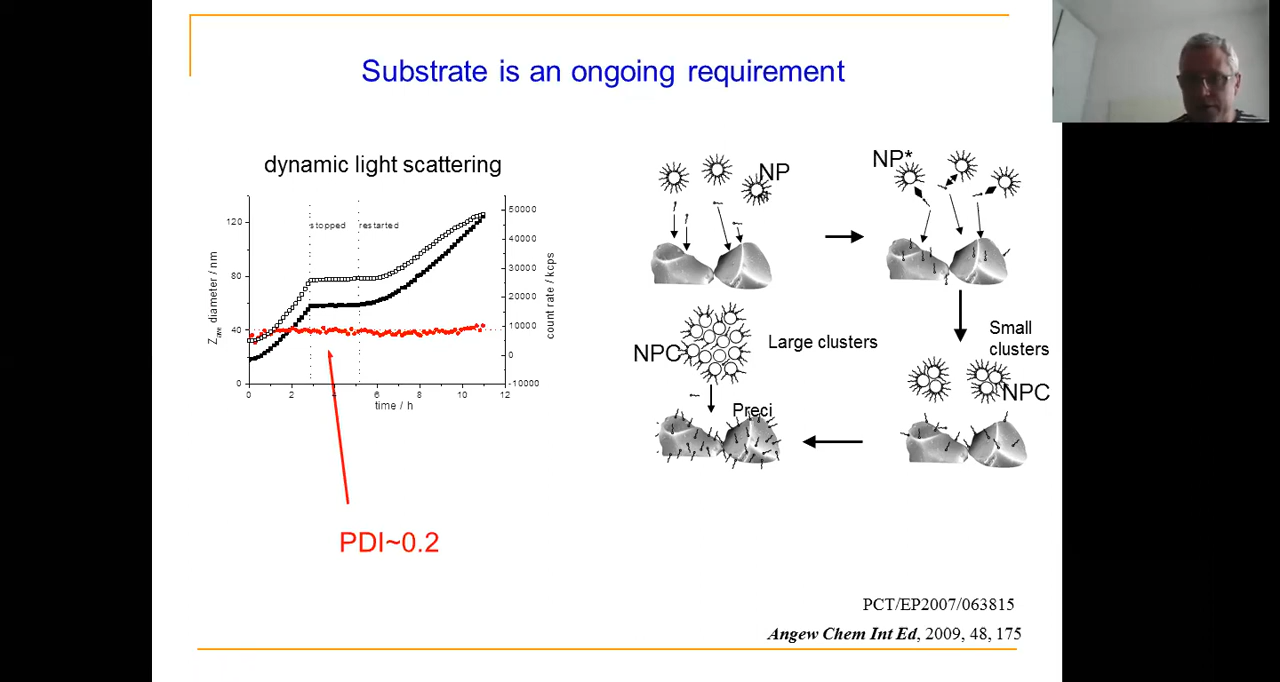 Substrate is an ongoing requirement
dynamic light scattering
120
80
40
0
Zave diameter / nm
stopped
restarted
50000
40000
30000
20000
10000
0
-10000
count rate / kcps
0
2
4
6
8
10
12
time / h
PDI~0.2
NP
NP*
Small
clusters
NPC
Large clusters
NPC
Preci
PCT/EP2007/063815
Angew Chem Int Ed, 2009, 48, 175